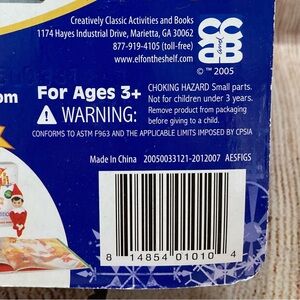 Creatively Classic Activities and Books
1174 Hayes Industrial Drive, Marietta, GA 30062
877-919-4105 (toll-free)
www.elfontheshelf.com
CC
and
AB
©™ 2005
om
For Ages 3+
WARNING:
CHOKING HAZARD Small parts.
Not for children under 3 years.
Remove product from packaging
before giving to a child.
CONFORMS TO ASTM F963 AND THE APPLICABLE LIMITS IMPOSED BY CPSIA
Made In China 20050033121-2012007 AESFIGS
8 14854 01010 4